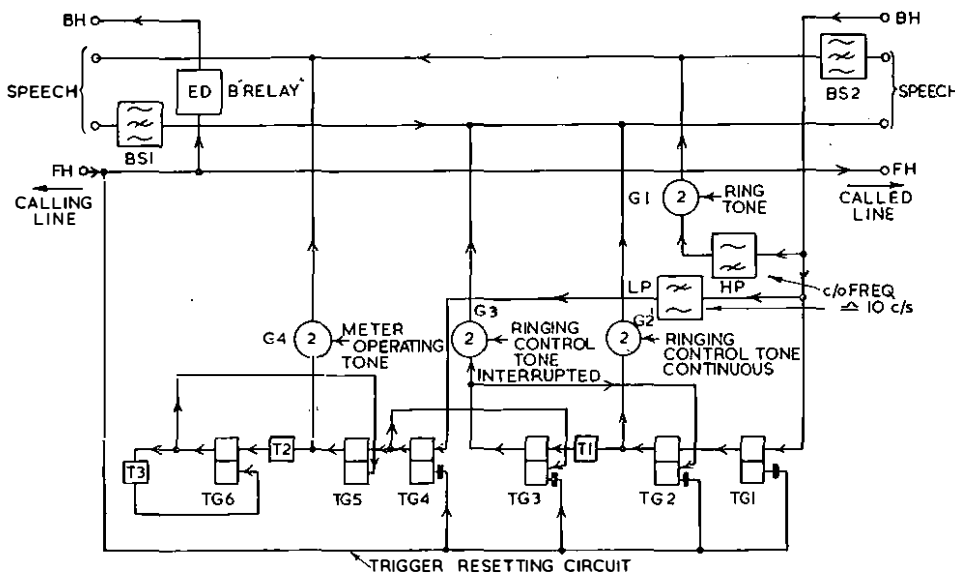 BH
BH
SPEECH
ED
B "RELAY"
BS2
SPEECH
BS1
FH
FH
CALLING
LINE
CALLED
LINE
G1
2
RING
TONE
LP
HP
c/o FREQ
≏ 10 c/s
G4
2
METER
OPERATING
TONE
G3
2
RINGING
CONTROL
TONE
INTERRUPTED
G2
2
RINGING
CONTROL TONE
CONTINUOUS
T3
T2
T1
TG6
TG5
TG4
TG3
TG2
TG1
TRIGGER RESETTING CIRCUIT